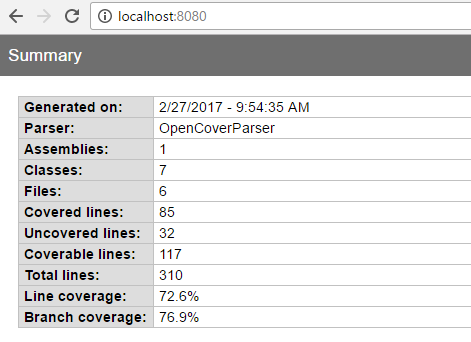 localhost:8080
Summary
Generated on: 2/27/2017 - 9:54:35 AM
Parser: OpenCoverParser
Assemblies: 1
Classes: 7
Files: 6
Covered lines: 85
Uncovered lines: 32
Coverable lines: 117
Total lines: 310
Line coverage: 72.6%
Branch coverage: 76.9%